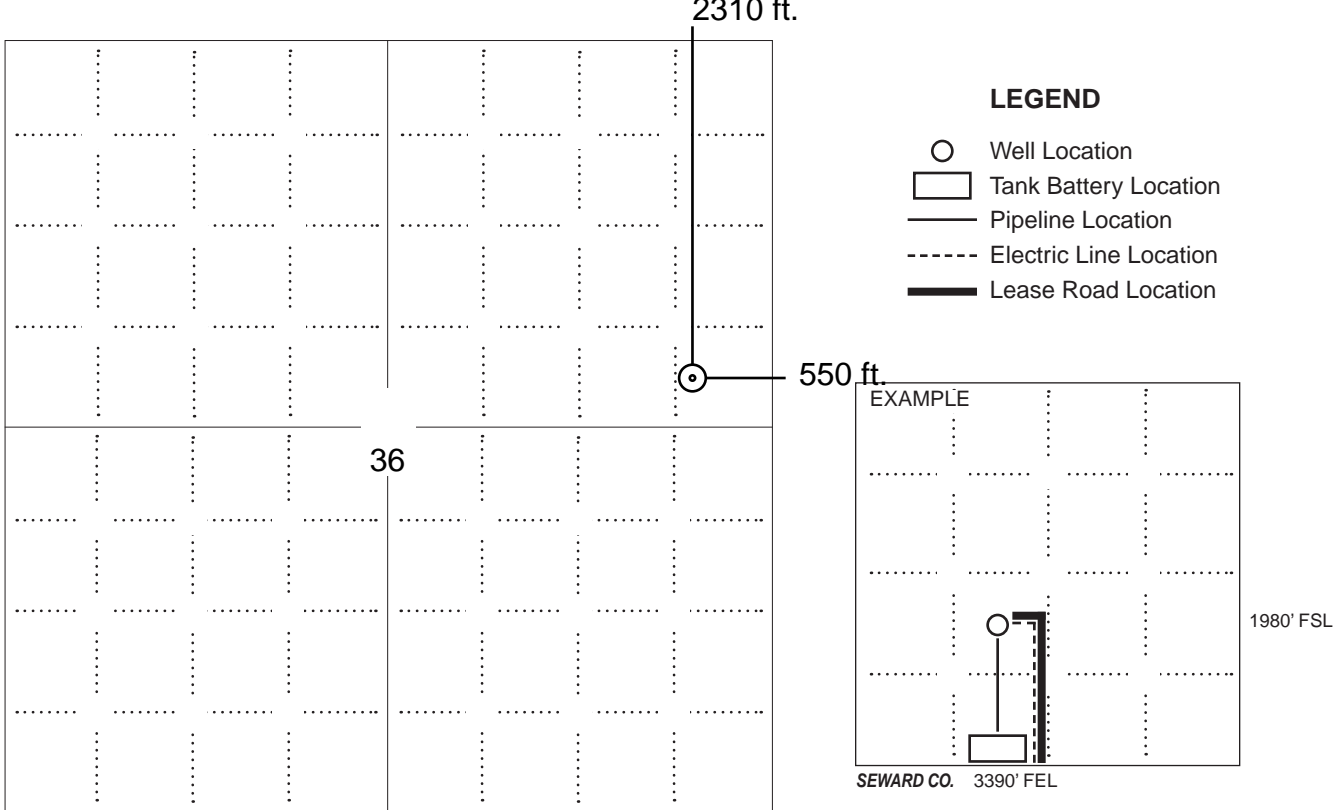 2310 ft.
LEGEND
Well Location
Tank Battery Location
Pipeline Location
Electric Line Location
Lease Road Location
550 ft.
EXAMPLE
36
1980' FSL
SEWARD CO. 3390' FEL